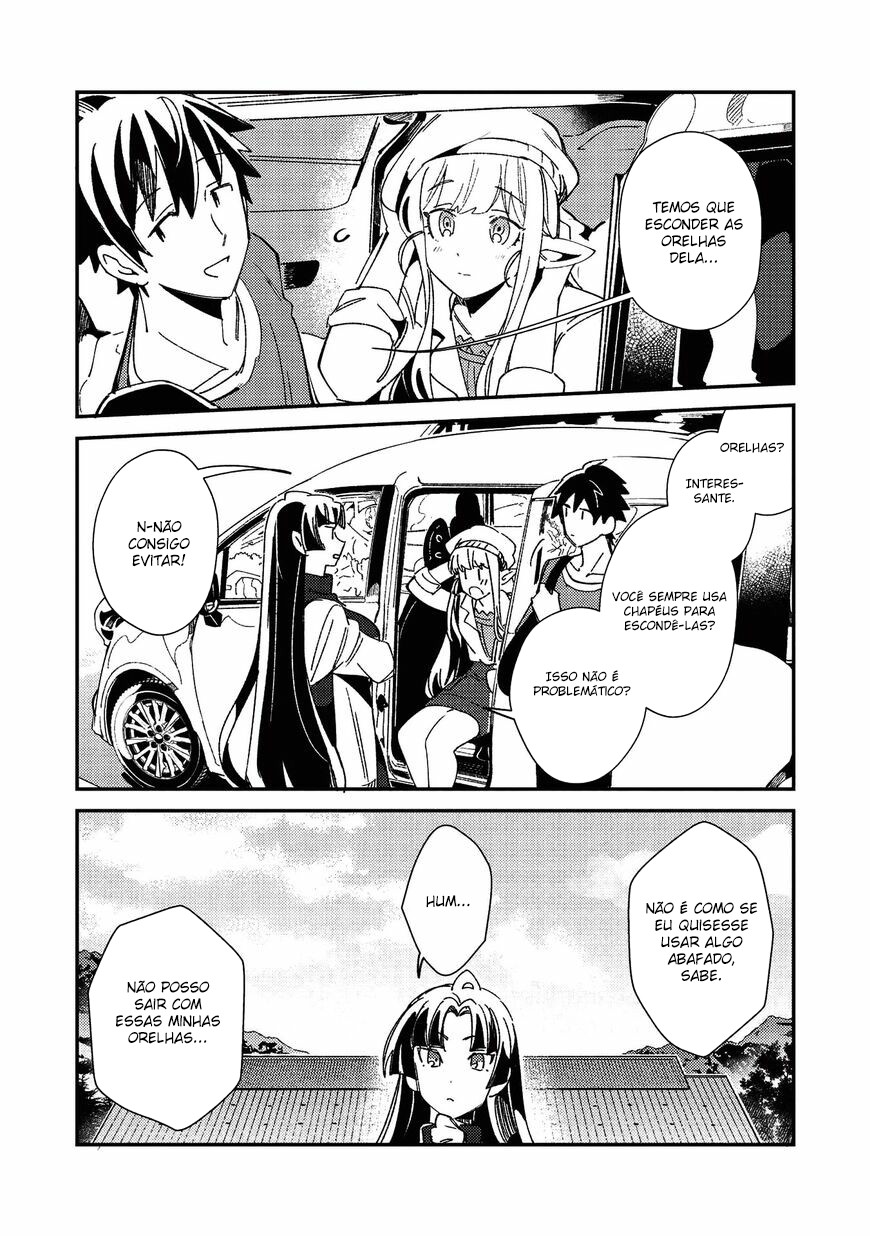 TEMOS QUE
ESCONDER AS
ORELHAS
DELA...
ORELHAS?
INTERES-
SANTE.
VOCÊ SEMPRE USA
CHAPÉUS PARA
ESCONDÊ-LAS?
ISSO NÃO É
PROBLEMÁTICO?
N-NÃO
CONSIGO
EVITAR!
NÃO É COMO SE
EU QUISESSE
USAR ALGO
ABAFADO,
SABE.
HUM...
NÃO POSSO
SAIR COM
ESSAS MINHAS
ORELHAS...